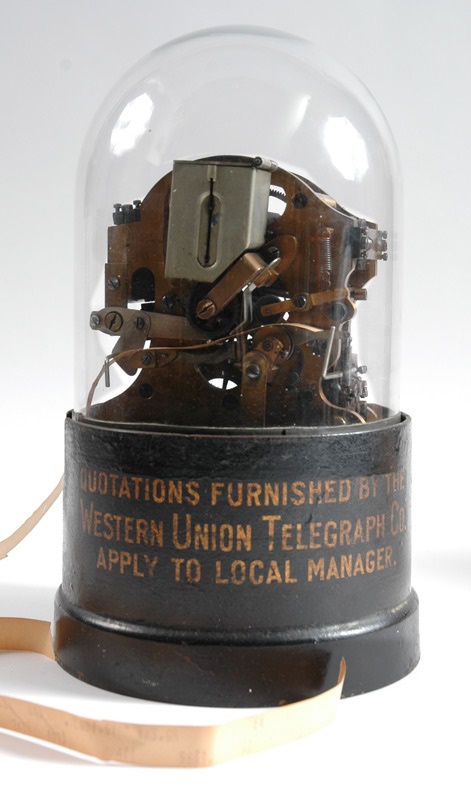 QUOTATIONS FURNISHED BY THE
WESTERN UNION TELEGRAPH CO.
APPLY TO LOCAL MANAGER.